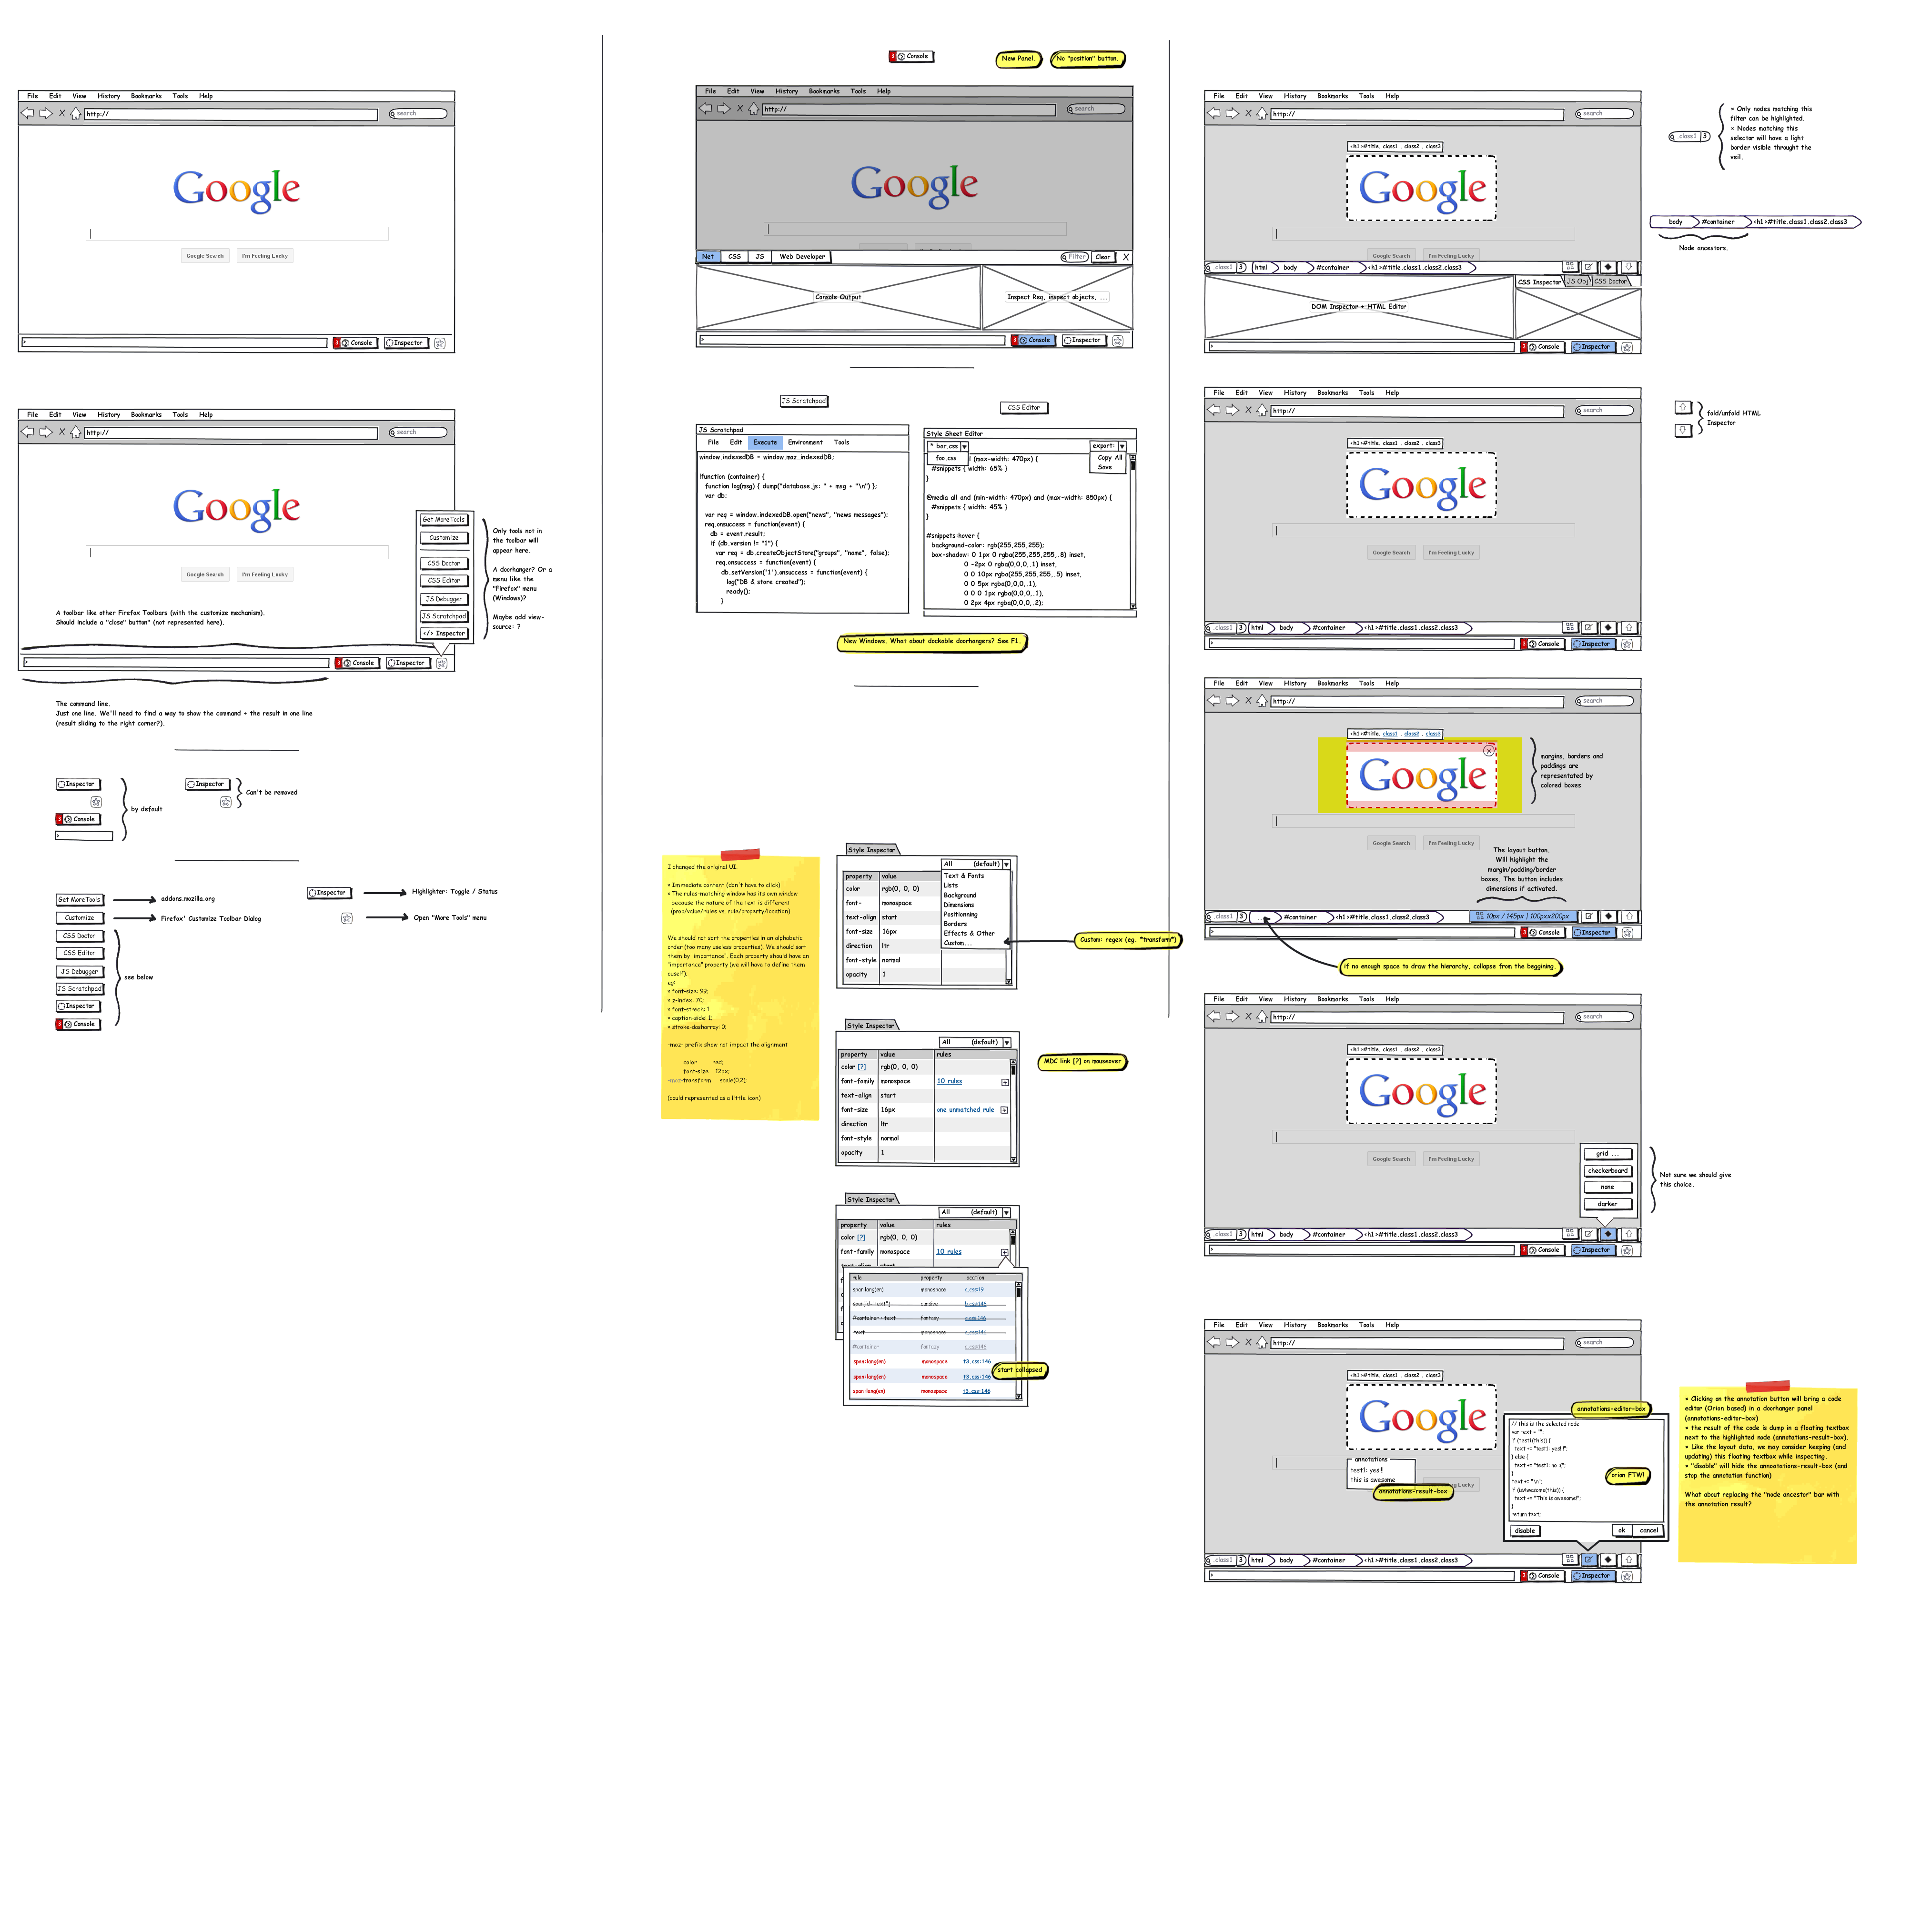 File Edit View History Bookmarks Tools Help
http://
search
Google
Google Search I'm Feeling Lucky
3 Console Inspector
File Edit View History Bookmarks Tools Help
http://
search
Google
Google Search I'm Feeling Lucky
Get MoreTools
Customize
CSS Doctor
CSS Editor
JS Debugger
JS Scratchpad
</> Inspector
Only tools not in
the toolbar will
appear here.
A doorhanger? Or a
menu like the
"Firefox" menu
(Windows)?
Maybe add view-
source: ?
A toolbar like other Firefox Toolbars (with the customize mechanism).
Should include a "close" button" (not represented here).
3 Console Inspector
The command line.
Just one line. We'll need to find a way to show the command + the result in one line
(result sliding to the right corner?).
Inspector
3 Console
by default
Inspector
Can't be removed
Get MoreTools
addons.mozilla.org
Customize
Firefox' Customize Toolbar Dialog
CSS Doctor
CSS Editor
JS Debugger
JS Scratchpad
Inspector
3 Console
see below
Inspector
Highlighter: Toggle / Status
Open "More Tools" menu
3 Console
New Panel.
No "position" button.
File Edit View History Bookmarks Tools Help
http://
search
Google
Net CSS JS Web Developer Filter Clear X
Console Output
Inspect Req, inspect objects, ...
3 Console Inspector
JS Scratchpad
CSS Editor
JS Scratchpad
File Edit Execute Environment Tools
window.indexedDB = window.moz_indexedDB;
!function (container) {
function log(msg) { dump("database.js: " + msg + "\n") };
var db;
var req = window.indexedDB.open("news", "news messages");
req.onsuccess = function(event) {
db = event.result;
if (db.version != "1") {
var req = db.createObjectStore("groups", "name", false);
req.onsuccess = function(event) {
db.setVersion('1').onsuccess = function(event) {
log("DB & store created");
ready();
}
Style Sheet Editor
* bar.css
export:
foo.css
Copy All
Save
l (max-width: 470px) {
#snippets { width: 65% }
}
@media all and (min-width: 470px) and (max-width: 850px) {
#snippets { width: 45% }
}
#snippets:hover {
background-color: rgb(255,255,255);
box-shadow: 0 1px 0 rgba(255,255,255,.8) inset,
0 -2px 0 rgba(0,0,0,.1) inset,
0 0 10px rgba(255,255,255,.5) inset,
0 0 5px rgba(0,0,0,.1),
0 0 0 1px rgba(0,0,0,.1),
0 2px 4px rgba(0,0,0,.2);
New Windows. What about dockable doorhangers? See F1.
I changed the original UI.
* Immediate content (don't have to click)
* The rules-matching window has its own window
because the nature of the text is different
(prop/value/rules vs. rule/property/location)
We should not sort the properties in an alphabetic
order (too many useless properties). We should sort
them by "importance". Each property should have an
"importance" property (we will have to define them
ouself).
eg:
* font-size: 99;
* z-index: 70;
* font-strech: 1
* caption-side: 1;
* stroke-dasharray: 0;
-moz- prefix show not impact the alignment
color red;
font-size 12px;
-moz-transform scale(0.2);
(could represented as a little icon)
Style Inspector
All (default)
property value
color rgb(0, 0, 0)
font- monospace
text-align start
font-size 16px
direction ltr
font-style normal
opacity 1
Text & Fonts
Lists
Background
Dimensions
Positionning
Borders
Effects & Other
Custom...
Custom: regex (eg. *transform*)
Style Inspector
All (default)
property value rules
color [?] rgb(0, 0, 0)
font-family monospace 10 rules
text-align start
font-size 16px one unmatched rule
direction ltr
font-style normal
opacity 1
MDC link [?] on mouseover
Style Inspector
All (default)
property value rules
color [?] rgb(0, 0, 0)
font-family monospace 10 rules
rule property location
span:lang(en) monospace
span[id="text"] cursive
#container > text fantasy
text monospace
#container fantasy
span:lang(en) monospace t3.css:146
span:lang(en) monospace t3.css:146
span:lang(en) monospace t3.css:146
start collapsed
File Edit View History Bookmarks Tools Help
http://
search
<h1>#title. class1 . class2 . class3
Google
Google Search I'm Feeling Lucky
.class1 3 html body #container <h1>#title.class1.class2.class3
CSS Inspector JS Obj CSS Doctor
DOM Inspector + HTML Editor
3 Console Inspector
.class1 3
* Only nodes matching this
filter can be highlighted.
* Nodes matching this
selector will have a light
border visible throught the
veil.
body #container <h1>#title.class1.class2.class3
Node ancestors.
File Edit View History Bookmarks Tools Help
http://
search
<h1>#title. class1 . class2 . class3
Google
Google Search I'm Feeling Lucky
.class1 3 html body #container <h1>#title.class1.class2.class3
3 Console Inspector
fold/unfold HTML
Inspector
File Edit View History Bookmarks Tools Help
http://
search
<h1>#title. class1 . class2 . class3
Google
margins, borders and
paddings are
representated by
colored boxes
Google Search I'm Feeling Lucky
The layout button.
Will highlight the
margin/padding/border
boxes. The button includes
dimensions if activated.
.class1 3 ... #container <h1>#title.class1.class2.class3 10px / 145px | 100pxx200px
3 Console Inspector
if no enough space to draw the hierarchy, collapse from the beggining.
File Edit View History Bookmarks Tools Help
http://
search
<h1>#title. class1 . class2 . class3
Google
Google Search I'm Feeling Lucky
grid ...
checkerboard
none
darker
Not sure we should give
this choice.
.class1 3 html body #container <h1>#title.class1.class2.class3
3 Console Inspector
File Edit View History Bookmarks Tools Help
http://
search
<h1>#title. class1 . class2 . class3
Google
annotations
test1: yes!!!
this is awesome
Lucky
annotations-result-box
annotations-editor-box
// this is the selected node
var text = "";
if (test1(this)) {
text += "test1: yes!!!";
} else {
text += "test1: no :(";
}
text += "\n";
if (isAwesome(this)) {
text += "This is awesome!";
}
return text;
orion FTW!
disable ok cancel
.class1 3 html body #container <h1>#title.class1.class2.class3
3 Console Inspector
* Clicking on the annotation button will bring a code
editor (Orion based) in a doorhanger panel
(annotations-editor-box)
* the result of the code is dump in a floating textbox
next to the highlighted node (annotations-result-box).
* Like the layout data, we may consider keeping (and
updating) this floating textbox while inspecting.
* "disable" will hide the annoatations-result-box (and
stop the annotation function)
What about replacing the "node ancestor" bar with
the annotation result?